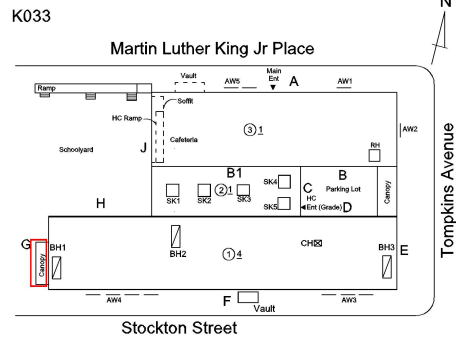 K033
N
Martin Luther King Jr Place
Vault
AW5
Main
Ent
A
AW1
Ramp
Soffit
HC Ramp
Cafeteria
3 1
RH
AW2
Schoolyard
J
B1
B
SK4
C
Parking Lot
Canopy
SK1
SK2
2 1
SK3
SK5
HC
Ent (Grade)
D
H
G
Canopy
BH1
BH2
1 4
CH
BH3
E
AW4
F
Vault
AW3
Stockton Street
Tompkins Avenue